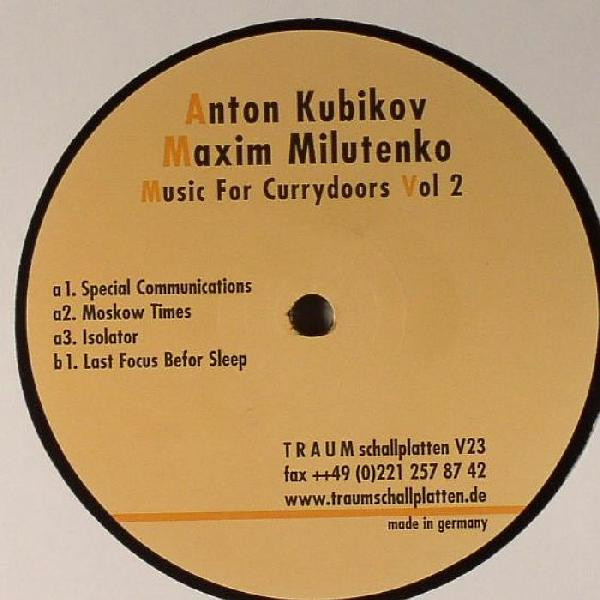 Anton Kubikov
Maxim Milutenko
Music For Currydoors Vol 2
a1. Special Communications
a2. Moskow Times
a3. Isolator
b1. Last Focus Befor Sleep
TRAUM schallplatten V23
fax ++49 (0)221 257 87 42
www.traumschallplatten.de
made in germany